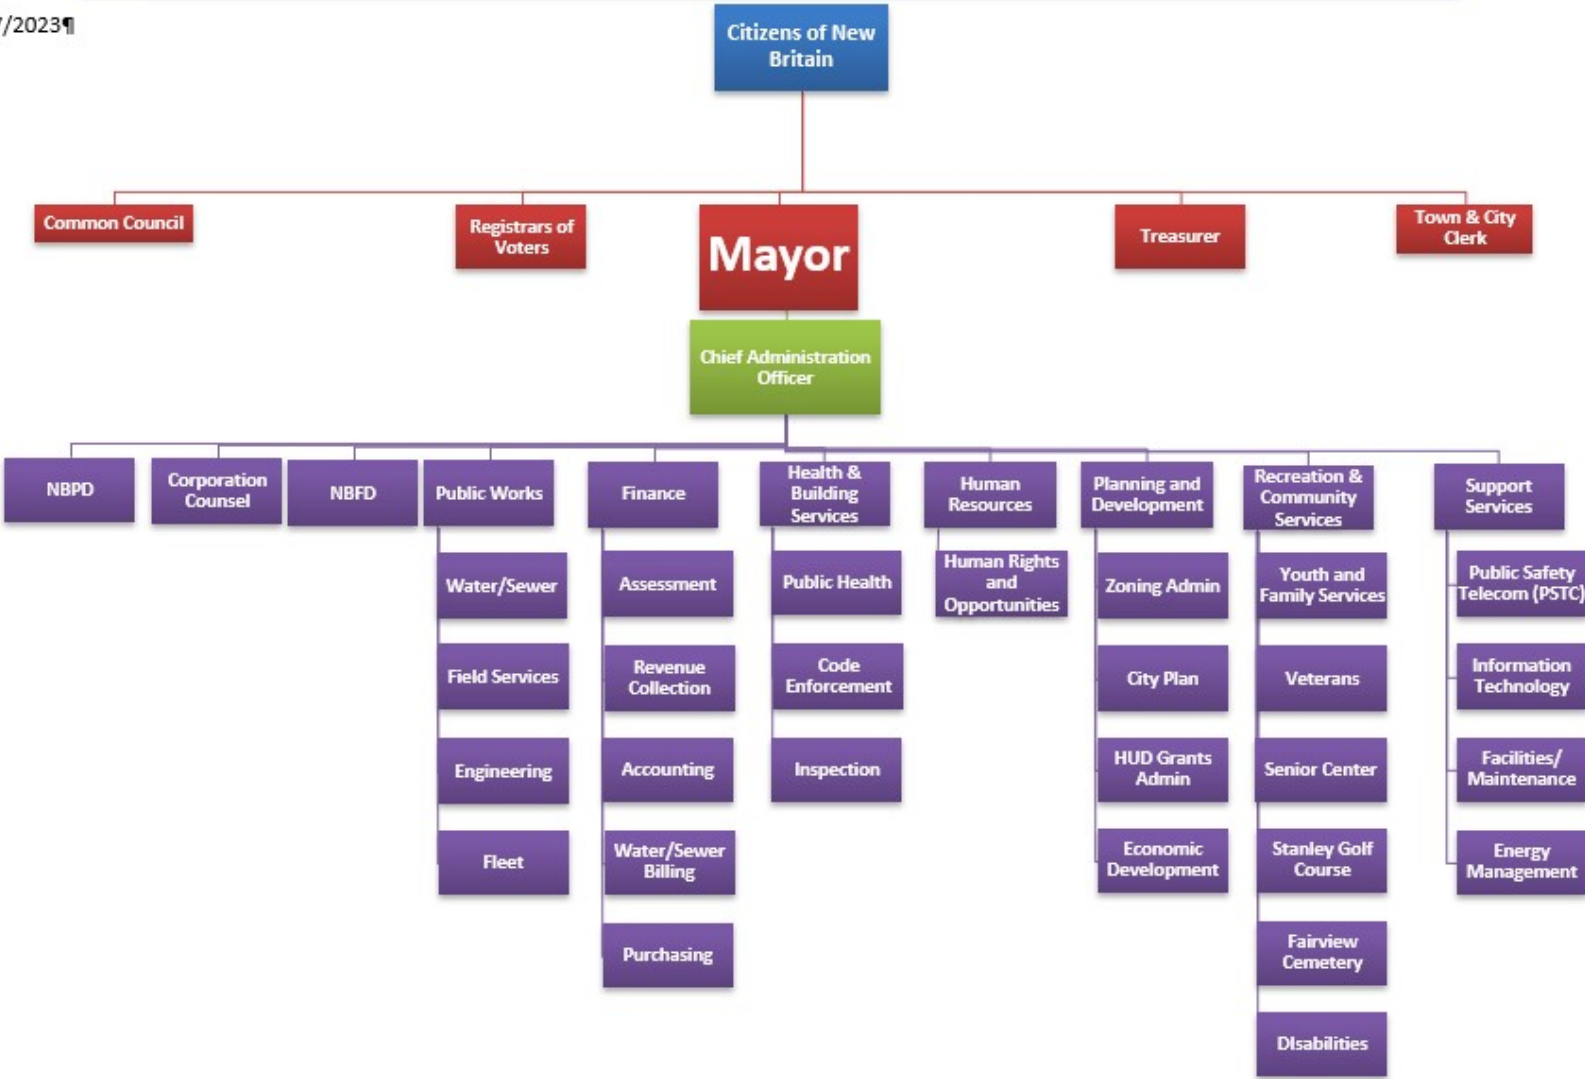 /2023¶
Citizens of New
Britain
Common Council
Registrars of
Voters
Mayor
Treasurer
Town & City
Clerk
Chief Administration
Officer
NBPD
Corporation
Counsel
NBFD
Public Works
Finance
Health &
Building
Services
Human
Resources
Planning and
Development
Recreation &
Community
Services
Support
Services
Water/Sewer
Field Services
Engineering
Fleet
Assessment
Revenue
Collection
Accounting
Water/Sewer
Billing
Purchasing
Public Health
Code
Enforcement
Inspection
Human Rights
and
Opportunities
Zoning Admin
City Plan
HUD Grants
Admin
Economic
Development
Youth and
Family Services
Veterans
Senior Center
Stanley Golf
Course
Fairview
Cemetery
DIsabilities
Public Safety
Telecom (PSTC)
Information
Technology
Facilities/
Maintenance
Energy
Management